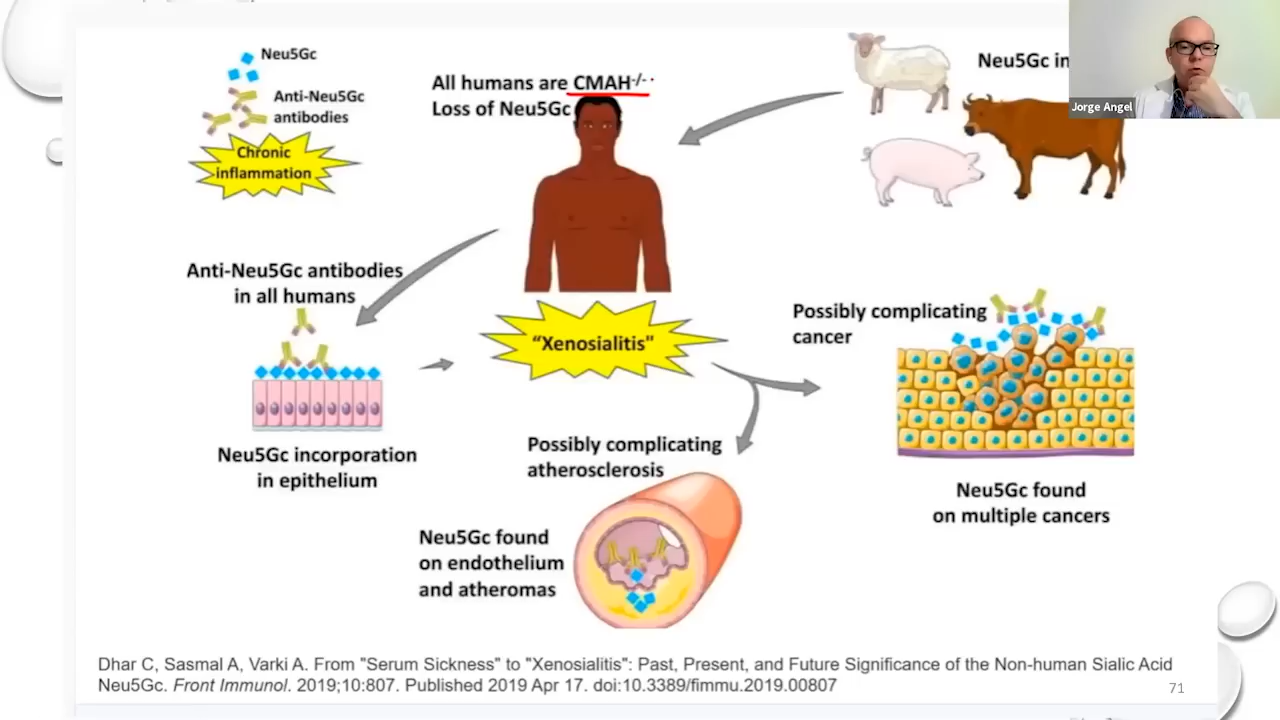 Neu5Gc
Anti-Neu5Gc
antibodies
Chronic
inflammation
All humans are CMAH-/-
Loss of Neu5Gc
Neu5Gc in
Jorge Angel
Anti-Neu5Gc antibodies
in all humans
Neu5Gc incorporation
in epithelium
"Xenosialitis"
Possibly complicating
cancer
Neu5Gc found
on multiple cancers
Possibly complicating
atherosclerosis
Neu5Gc found
on endothelium
and atheromas
Dhar C, Sasmal A, Varki A. From "Serum Sickness" to "Xenosialitis": Past, Present, and Future Significance of the Non-human Sialic Acid
Neu5Gc. Front Immunol. 2019;10:807. Published 2019 Apr 17. doi:10.3389/fimmu.2019.00807
71